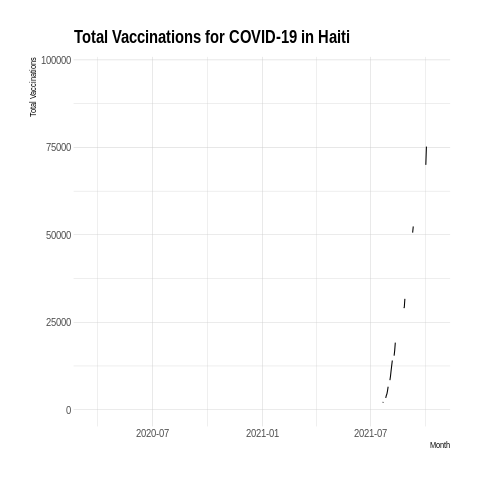 Total Vaccinations for COVID-19 in Haiti
Total Vaccinations
100000
75000
50000
25000
0
2020-07
2021-01
2021-07
Month